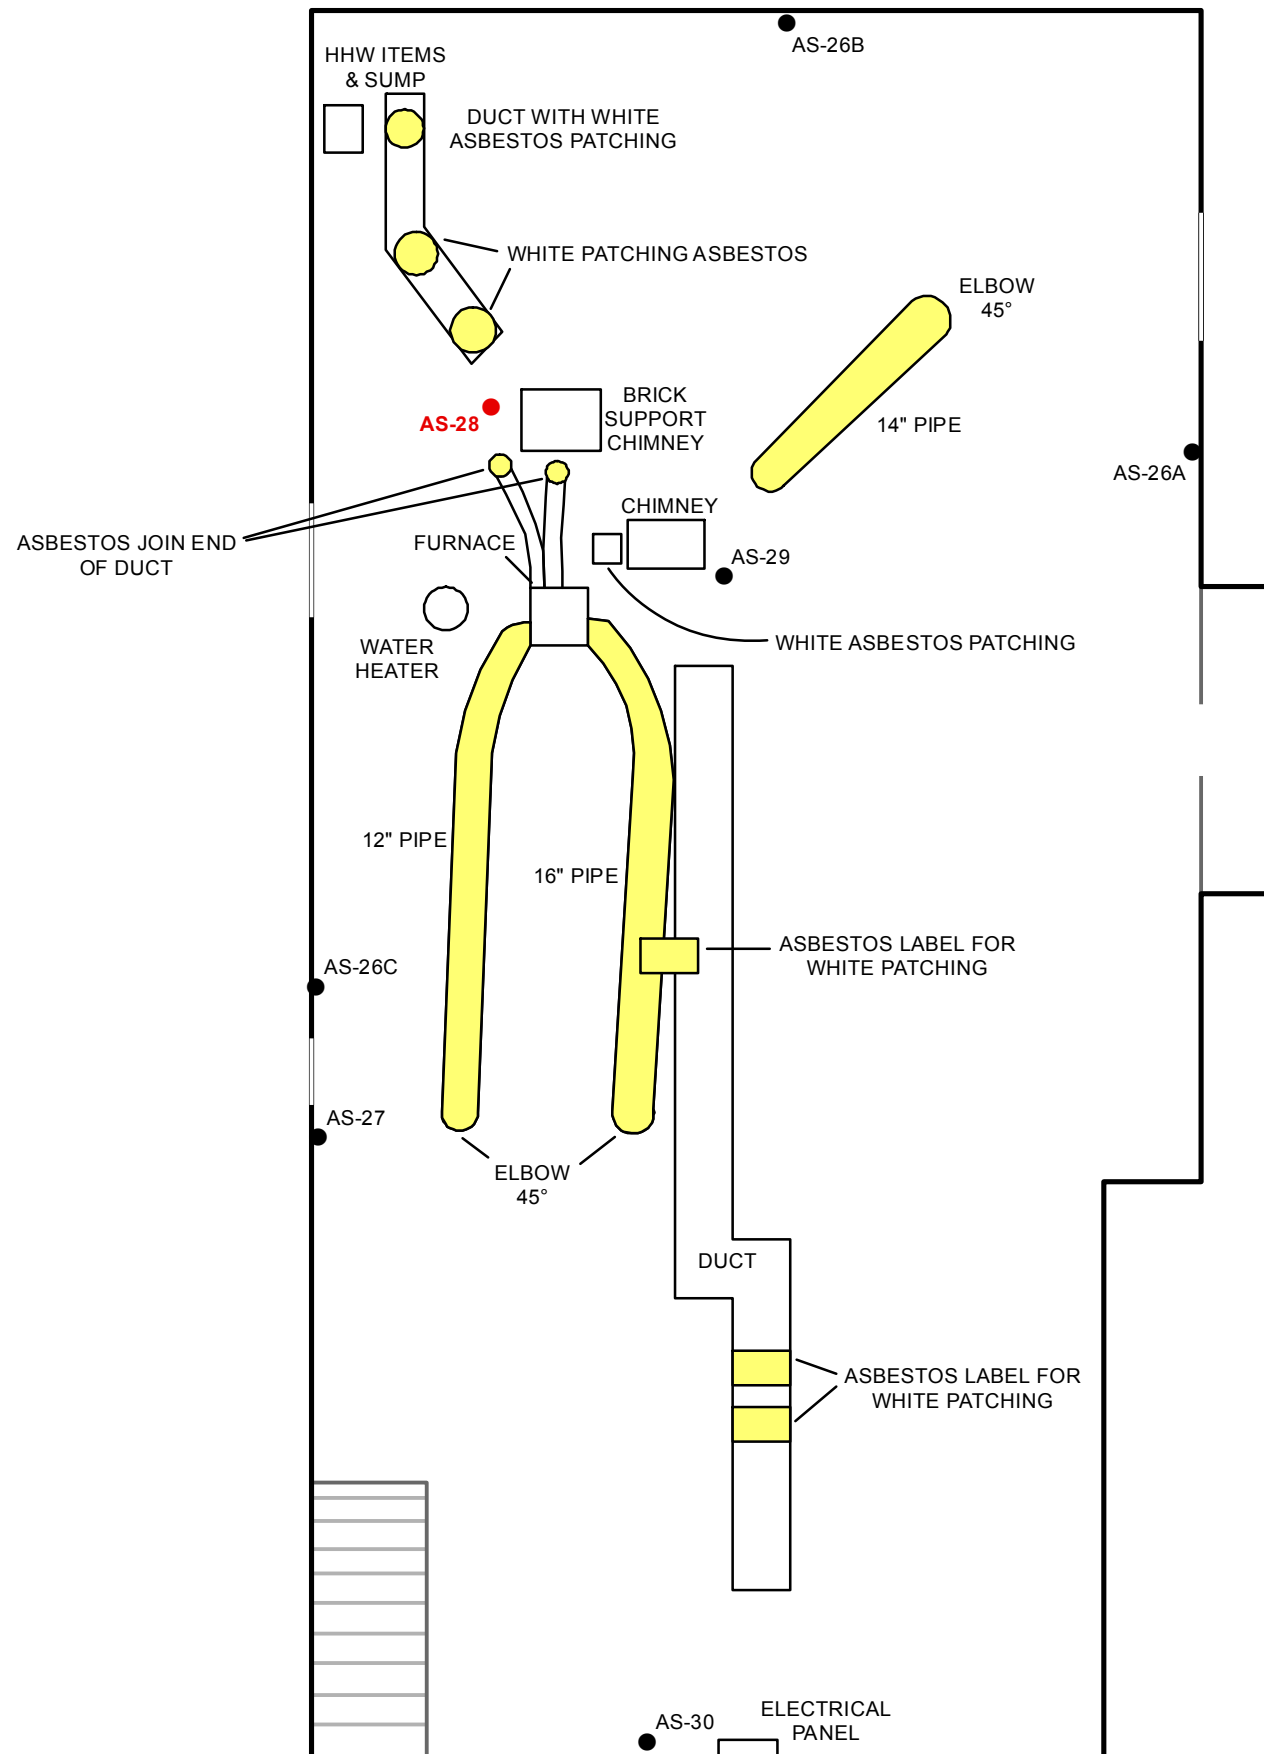 AS-26B
HHW ITEMS
& SUMP
DUCT WITH WHITE
ASBESTOS PATCHING
WHITE PATCHING ASBESTOS
ELBOW
45°
BRICK
SUPPORT
CHIMNEY
AS-28
14" PIPE
AS-26A
CHIMNEY
ASBESTOS JOIN END
OF DUCT
FURNACE
AS-29
WATER
HEATER
WHITE ASBESTOS PATCHING
12" PIPE
16" PIPE
ASBESTOS LABEL FOR
WHITE PATCHING
AS-26C
AS-27
ELBOW
45°
DUCT
ASBESTOS LABEL FOR
WHITE PATCHING
AS-30
ELECTRICAL
PANEL